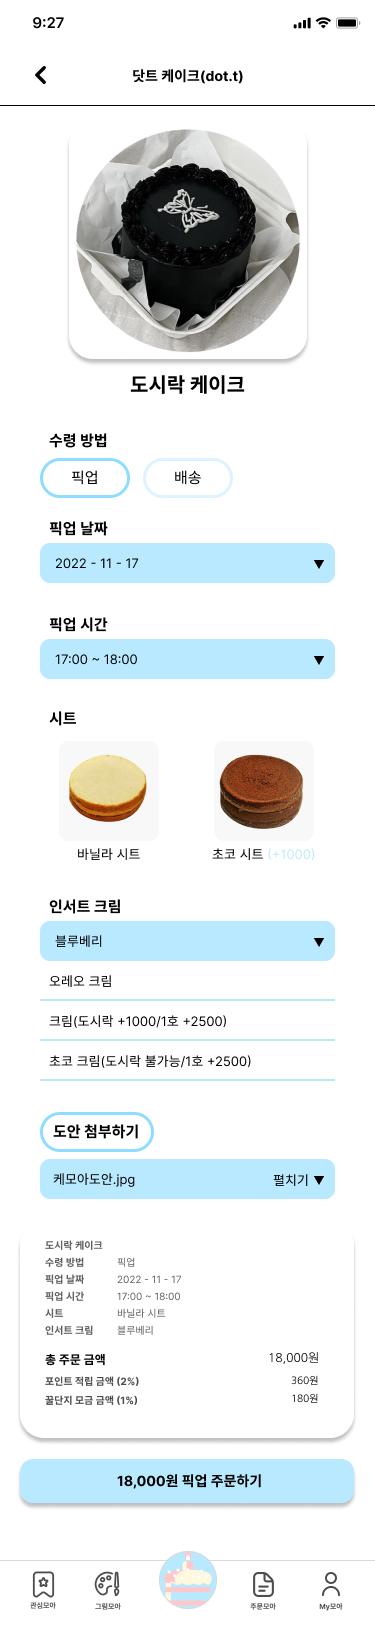 9:27
닷트 케이크(dot.t)
도시락 케이크
수령 방법
픽업 배송
픽업 날짜
2022 - 11 - 17 ▼
픽업 시간
17:00 ~ 18:00 ▼
시트
바닐라 시트 초코 시트 (+1000)
인서트 크림
블루베리 ▼
오레오 크림
크림(도시락 +1000/1호 +2500)
초코 크림(도시락 불가능/1호 +2500)
도안 첨부하기
케모아도안.jpg 펼치기 ▼
도시락 케이크
수령 방법 픽업
픽업 날짜 2022 - 11 - 17
픽업 시간 17:00 ~ 18:00
시트 바닐라 시트
인서트 크림 블루베리
총 주문 금액 18,000원
포인트 적립 금액 (2%) 360원
꿀단지 모금 금액 (1%) 180원
18,000원 픽업 주문하기
관심모아 그림모아 주문모아 My모아